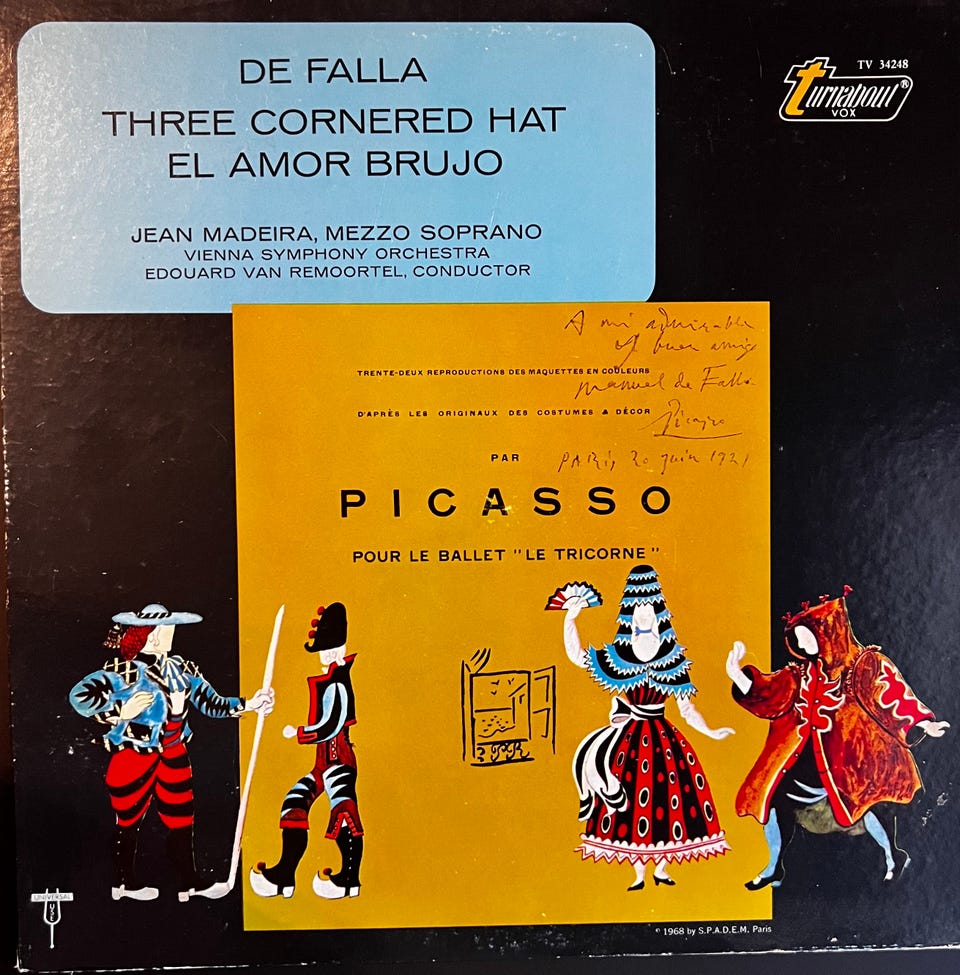 DE FALLA
THREE CORNERED HAT
EL AMOR BRUJO
JEAN MADEIRA, MEZZO SOPRANO
VIENNA SYMPHONY ORCHESTRA
EDOUARD VAN REMOORTEL, CONDUCTOR
TV 34248
turnabout®
VOX
A mi admirable
y buen amigo
manuel de Falla
Picasso
PARIS 20 juin 1921
TRENTE-DEUX REPRODUCTIONS DES MAQUETTES EN COULEURS
D'APRÈS LES ORIGINAUX DES COSTUMES & DÉCOR
PAR
PICASSO
POUR LE BALLET "LE TRICORNE"
UNIVERSAL
USE
© 1968 by S.P.A.D.E.M. Paris